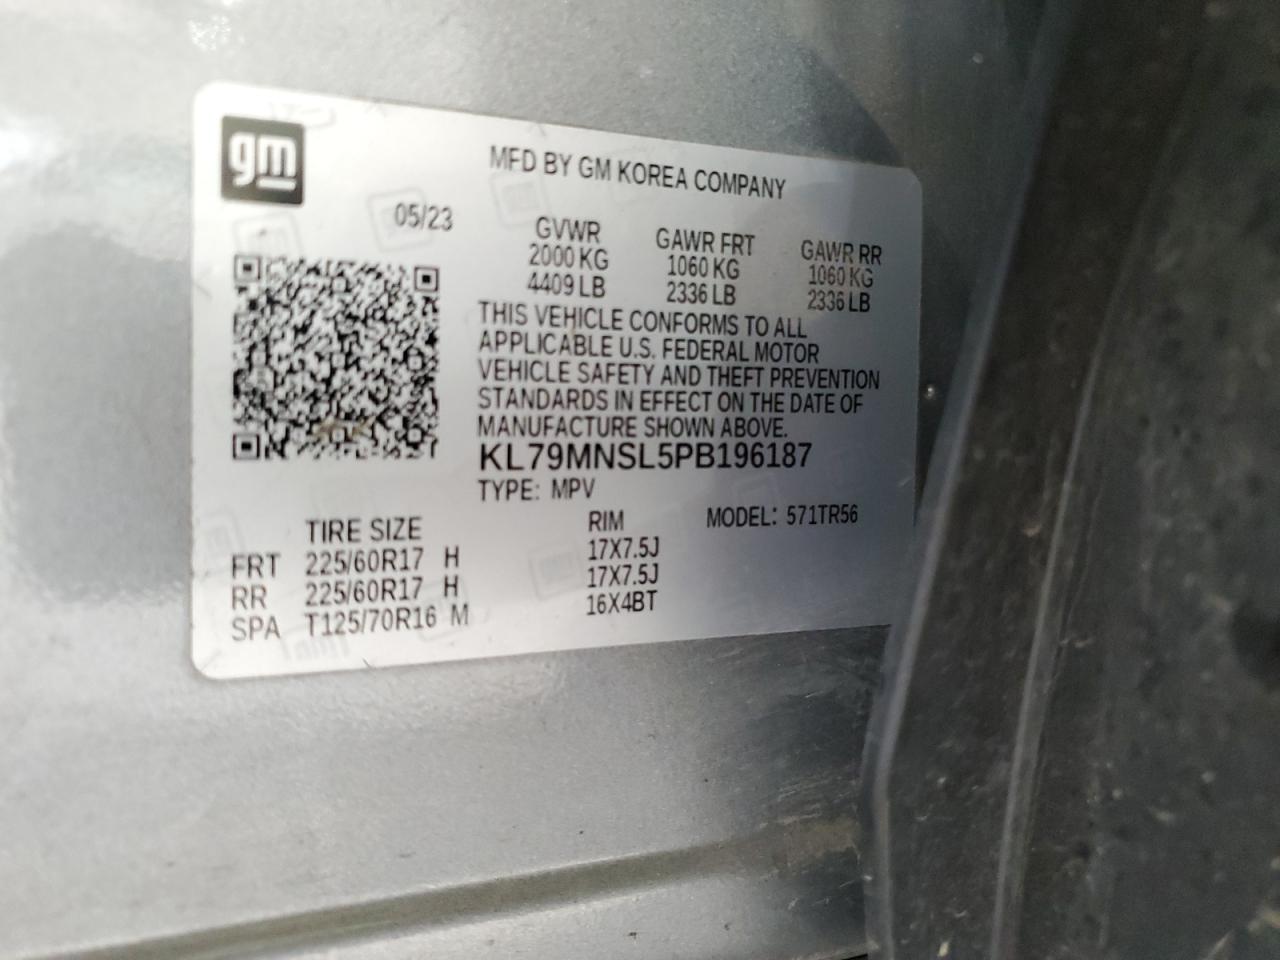 gm
MFD BY GM KOREA COMPANY
05/23
GVWR GAWR FRT GAWR RR
2000 KG 1060 KG 1060 KG
4409 LB 2336 LB 2336 LB
THIS VEHICLE CONFORMS TO ALL
APPLICABLE U.S. FEDERAL MOTOR
VEHICLE SAFETY AND THEFT PREVENTION
STANDARDS IN EFFECT ON THE DATE OF
MANUFACTURE SHOWN ABOVE.
KL79MNSL5PB196187
TYPE: MPV
TIRE SIZE RIM MODEL: 571TR56
FRT 225/60R17 H 17X7.5J
RR 225/60R17 H 17X7.5J
SPA T125/70R16 M 16X4BT